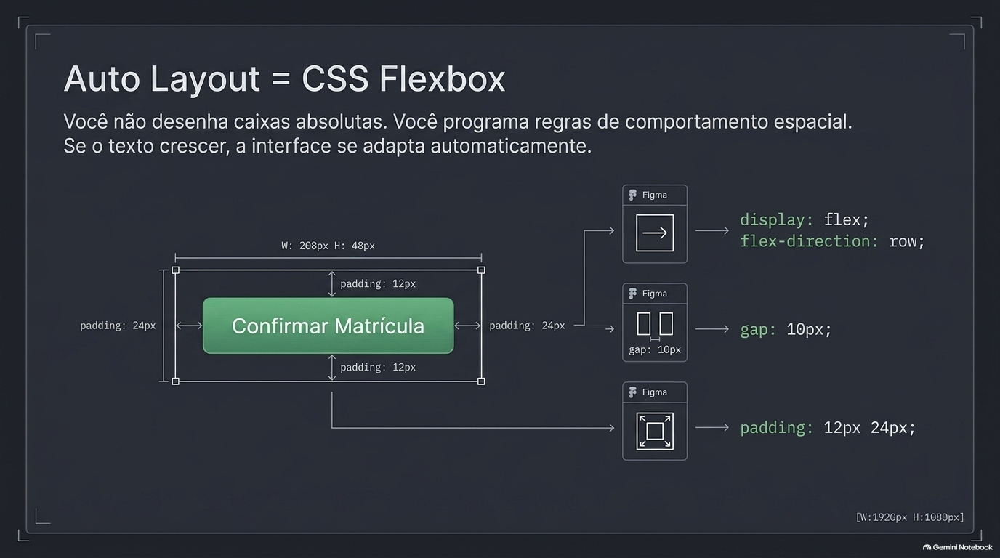 Auto Layout = CSS Flexbox
Você não desenha caixas absolutas. Você programa regras de comportamento espacial.
Se o texto crescer, a interface se adapta automaticamente.
W: 208px H: 48px
padding: 12px
padding: 24px
Confirmar Matrícula
padding: 24px
padding: 12px
Figma
display: flex;
flex-direction: row;
Figma
gap: 10px
gap: 10px;
Figma
padding: 12px 24px;
[W:1920px H:1080px]
Gemini Notebook